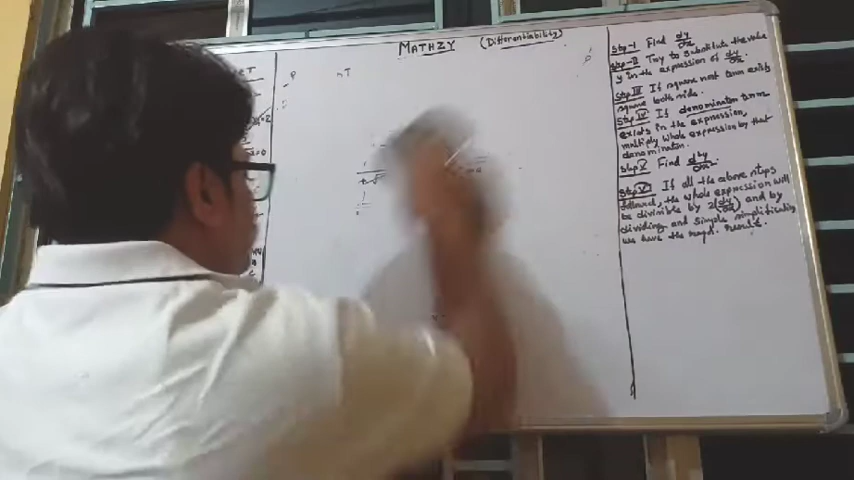 MATHZY (Differentiability)
Step-I Find dy/dx
Step-II Try to substitute the value
y in the expression of dy/dx
Step III If square root term exist
square both side.
Step IV If, denominator term
exists in the expression,
multiply whole expression by that
denominator.
Step V Find d²y/dx²
Step VI If all the above steps
followed, the whole expression is
divisible by 2(dy/dx) and by
dividing and simple simplification,
we have the reqd. result.